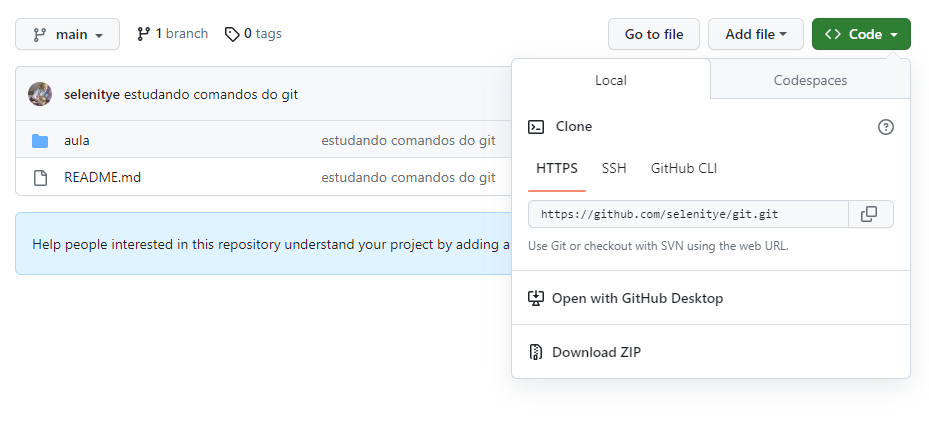 main
1 branch
0 tags
Go to file
Add file
Code
selenitye estudando comandos do git
aula estudando comandos do git
README.md estudando comandos do git
Help people interested in this repository understand your project by adding a
Local
Codespaces
Clone
HTTPS
SSH
GitHub CLI
https://github.com/selenitye/git.git
Use Git or checkout with SVN using the web URL.
Open with GitHub Desktop
Download ZIP